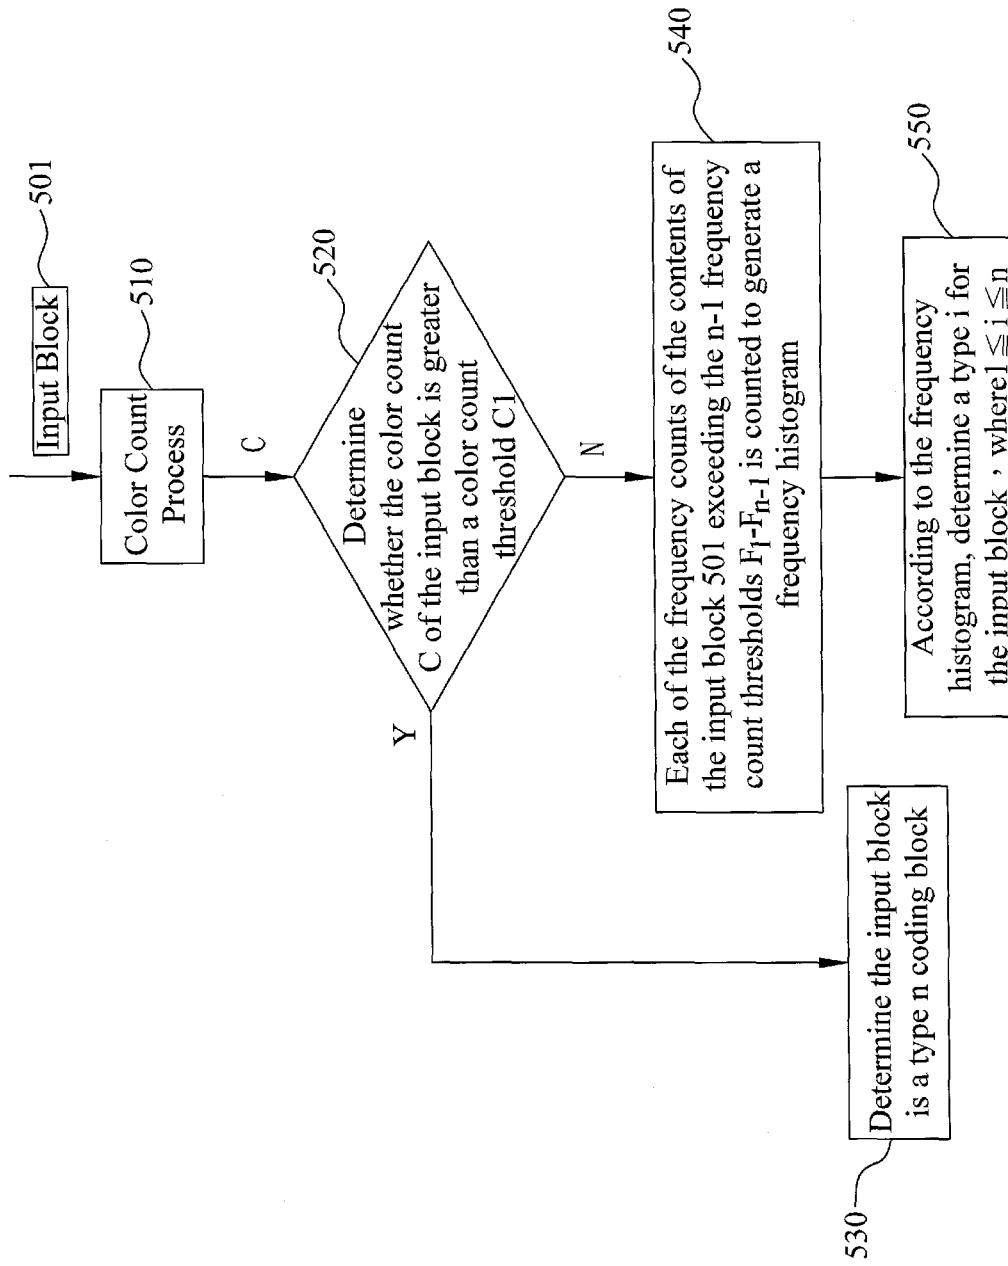 Input Block
501
Color Count
Process
510
C
Determine
whether the color count
C of the input block is greater
than a color count
threshold C1
520
Y
N
Determine the input block
is a type n coding block
530
Each of the frequency counts of the contents of
the input block 501 exceeding the n-1 frequency
count thresholds F1-Fn-1 is counted to generate a
frequency histogram
540
According to the frequency
histogram, determine a type i for
the input block，where1≦i≦n
550